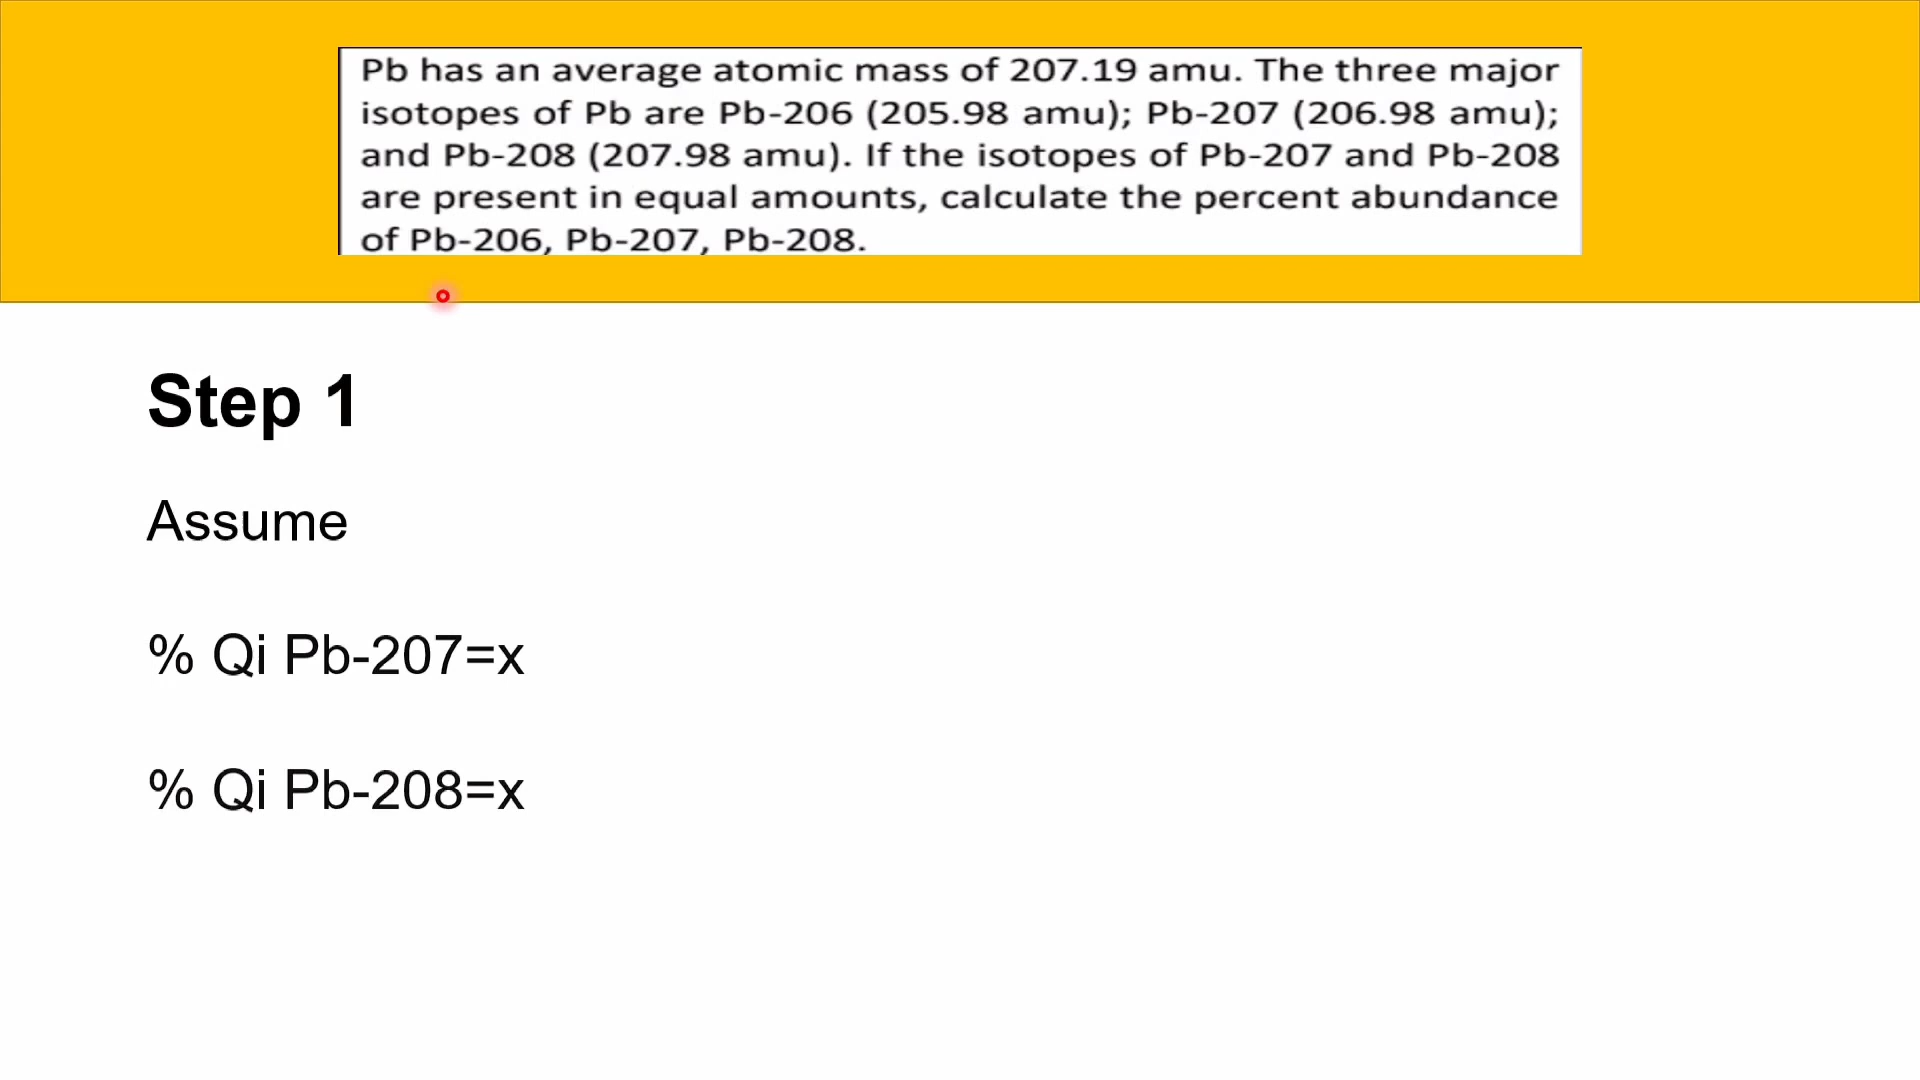 Pb has an average atomic mass of 207.19 amu. The three major
isotopes of Pb are Pb-206 (205.98 amu); Pb-207 (206.98 amu);
and Pb-208 (207.98 amu). If the isotopes of Pb-207 and Pb-208
are present in equal amounts, calculate the percent abundance
of Pb-206, Pb-207, Pb-208.
Step 1
Assume
% Qi Pb-207=x
% Qi Pb-208=x